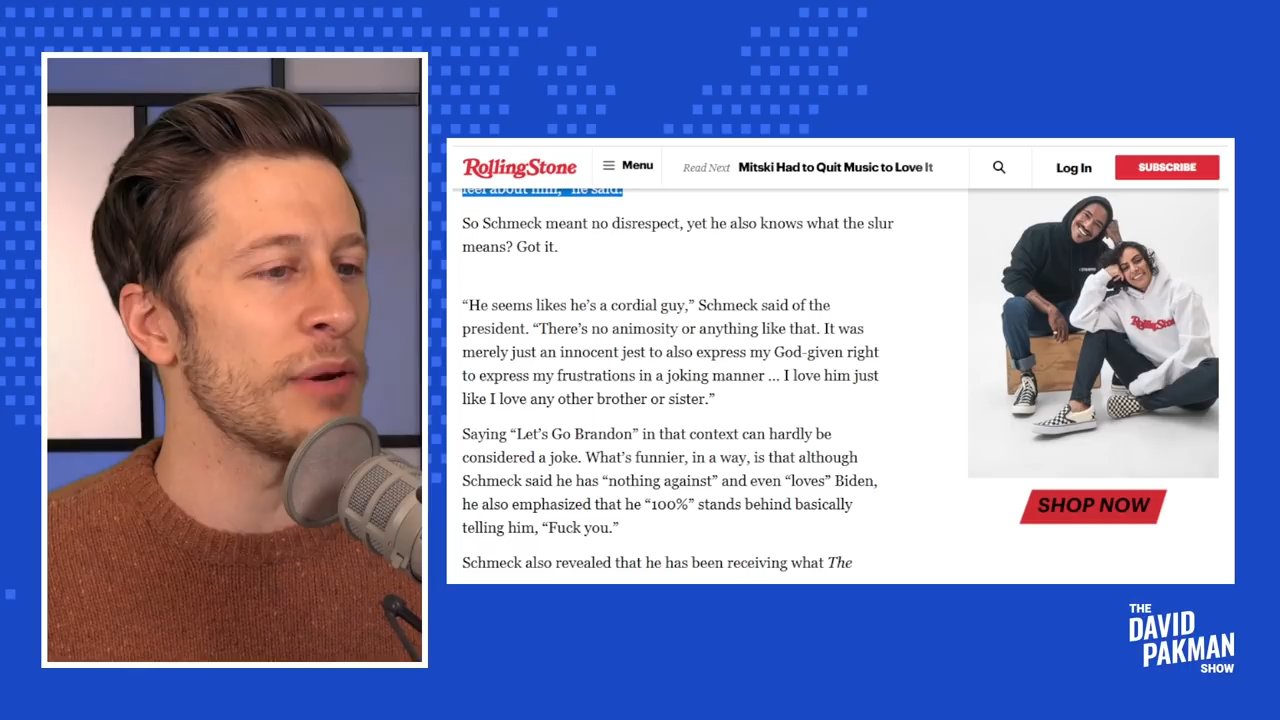 RollingStone
Menu
Read Next Mitski Had to Quit Music to Love It
Log In
SUBSCRIBE
feel about him,” he said.
So Schmeck meant no disrespect, yet he also knows what the slur
means? Got it.
“He seems likes he’s a cordial guy,” Schmeck said of the
president. “There’s no animosity or anything like that. It was
merely just an innocent jest to also express my God-given right
to express my frustrations in a joking manner ... I love him just
like I love any other brother or sister.”
Saying “Let’s Go Brandon” in that context can hardly be
considered a joke. What’s funnier, in a way, is that although
Schmeck said he has “nothing against” and even “loves” Biden,
he also emphasized that he “100%” stands behind basically
telling him, “Fuck you.”
Schmeck also revealed that he has been receiving what The
RollingStone
SHOP NOW
THE
DAVID
PAKMAN
SHOW